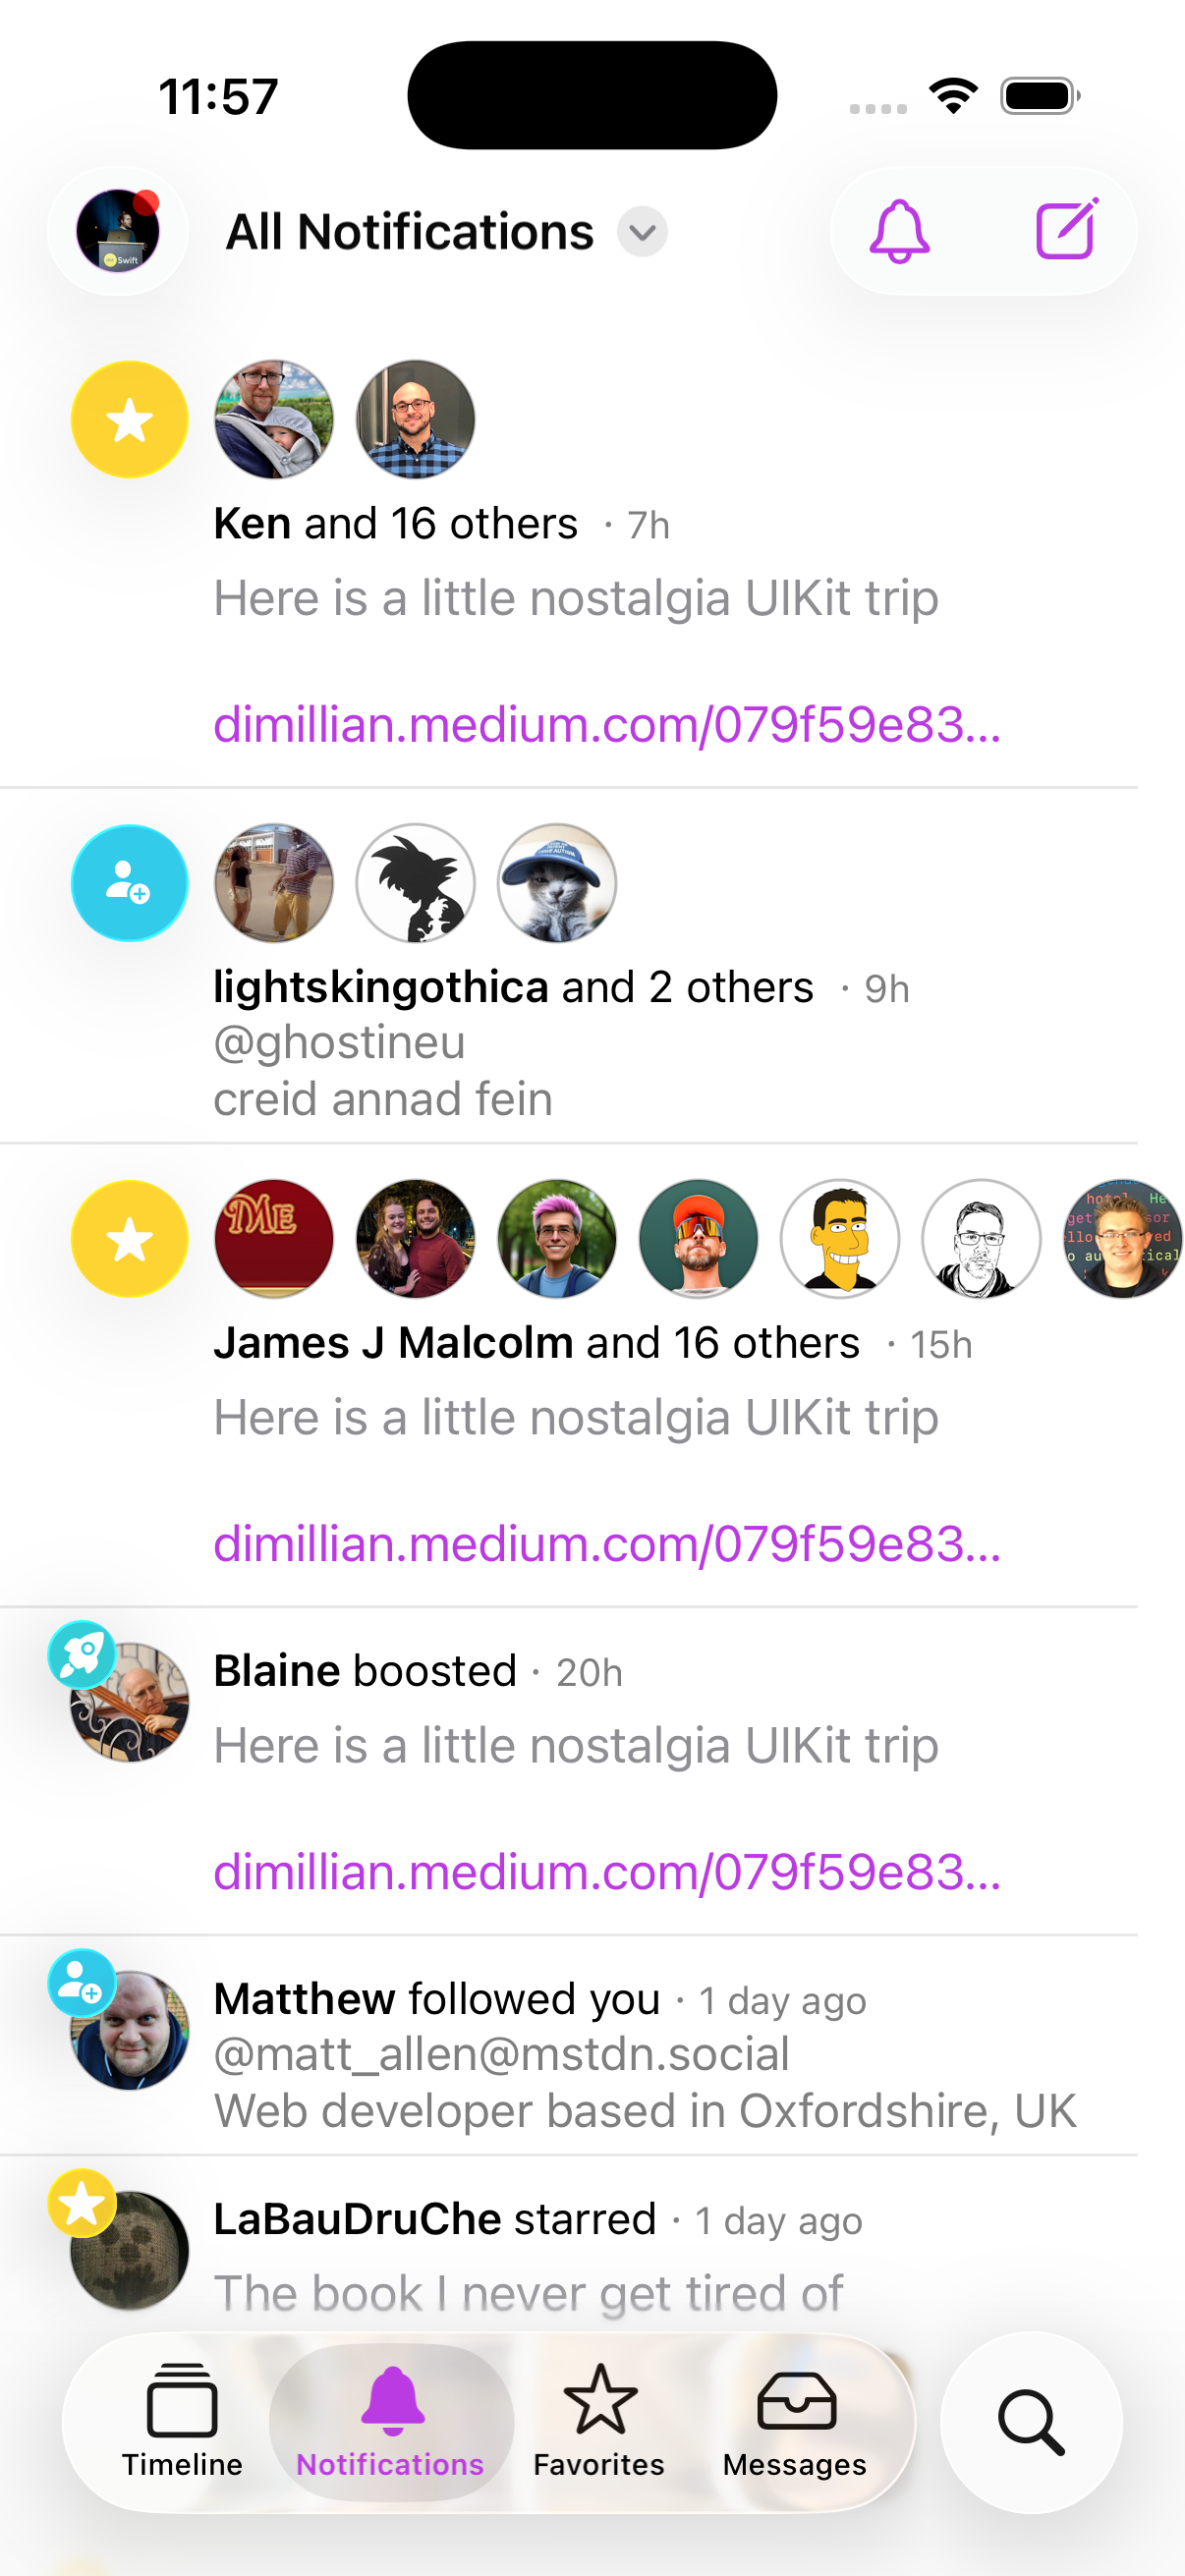 11:57
Swift
All Notifications
Ken and 16 others · 7h
Here is a little nostalgia UIKit trip
dimillian.medium.com/079f59e83...
lightskingothica and 2 others · 9h
@ghostineu
creid annad fein
ME
James J Malcolm and 16 others · 15h
Here is a little nostalgia UIKit trip
dimillian.medium.com/079f59e83...
Blaine boosted · 20h
Here is a little nostalgia UIKit trip
dimillian.medium.com/079f59e83...
Matthew followed you · 1 day ago
@matt_allen@mstdn.social
Web developer based in Oxfordshire, UK
LaBauDruChe starred · 1 day ago
The book I never get tired of
Timeline
Notifications
Favorites
Messages